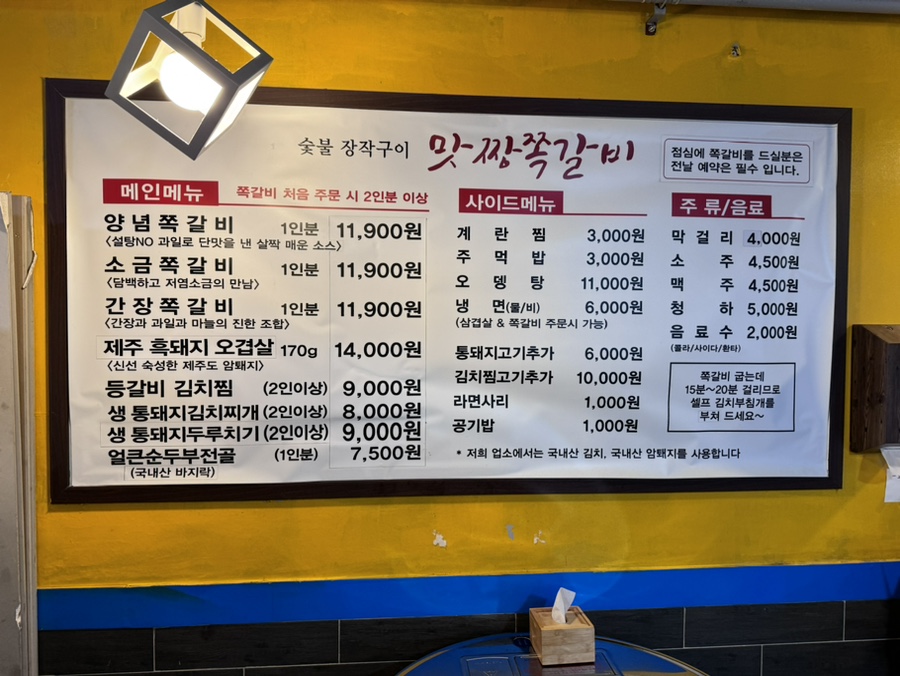 숯불 장작구이 맛짱쪽갈비
점심에 쪽갈비를 드실분은
전날 예약은 필수 입니다.
메인메뉴 쪽갈비 처음 주문 시 2인분 이상
양념쪽갈비 1인분 11,900원
<설탕NO 과일로 단맛을 낸 살짝 매운 소스>
소금쪽갈비 1인분 11,900원
<담백하고 저염소금의 만남>
간장쪽갈비 1인분 11,900원
<간장과 과일과 마늘의 진한 조합>
제주 흑돼지 오겹살 170g 14,000원
<신선 숙성한 제주도 암퇘지>
등갈비 김치찜 (2인이상) 9,000원
생 통돼지김치찌개 (2인이상) 8,000원
생 통돼지두루치기 (2인이상) 9,000원
얼큰순두부전골 (1인분) 7,500원
(국내산 바지락)
사이드메뉴
계란찜 3,000원
주먹밥 3,000원
오뎅탕 11,000원
냉면(물/비) 6,000원
(삼겹살 & 쪽갈비 주문시 가능)
통돼지고기추가 6,000원
김치찜고기추가 10,000원
라면사리 1,000원
공기밥 1,000원
주류/음료
막걸리 4,000원
소주 4,500원
맥주 4,500원
청하 5,000원
음료수 2,000원
(콜라/사이다/환타)
쪽갈비 굽는데
15분~20분 걸리므로
셀프 김치부침개를
부쳐 드세요~
* 저희 업소에서는 국내산 김치, 국내산 암퇘지를 사용합니다